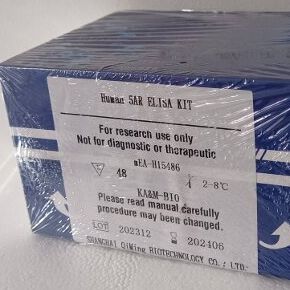 Human 5AR ELISA KIT
For research use only
Not for diagnostic or therapeutic
mEA-H15486
48 2-8℃
KA&M-BIO
Please read manual carefully
procedure may been changed.
LOT 202312 202406
SHANGHAI QiMing BIOTECHNOLOGY CO.; LTD